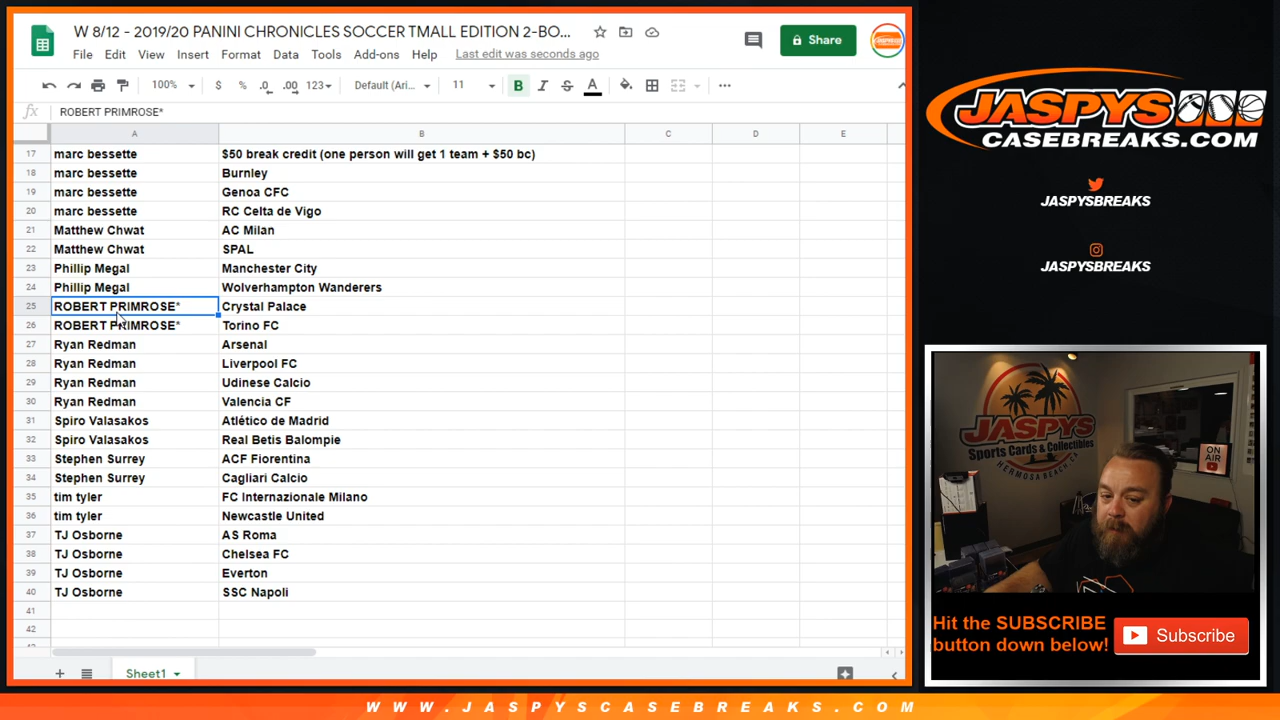 W 8/12 - 2019/20 PANINI CHRONICLES SOCCER TMALL EDITION 2-BO...
File Edit View Insert Format Data Tools Add-ons Help Last edit was seconds ago
Share
100% $ % .0 .00 123 Default (Ari... 11 B I S A
fx ROBERT PRIMROSE*
A B C D E
17 marc bessette $50 break credit (one person will get 1 team + $50 bc)
18 marc bessette Burnley
19 marc bessette Genoa CFC
20 marc bessette RC Celta de Vigo
21 Matthew Chwat AC Milan
22 Matthew Chwat SPAL
23 Phillip Megal Manchester City
24 Phillip Megal Wolverhampton Wanderers
25 ROBERT PRIMROSE* Crystal Palace
26 ROBERT PRIMROSE* Torino FC
27 Ryan Redman Arsenal
28 Ryan Redman Liverpool FC
29 Ryan Redman Udinese Calcio
30 Ryan Redman Valencia CF
31 Spiro Valasakos Atlético de Madrid
32 Spiro Valasakos Real Betis Balompie
33 Stephen Surrey ACF Fiorentina
34 Stephen Surrey Cagliari Calcio
35 tim tyler FC Internazionale Milano
36 tim tyler Newcastle United
37 TJ Osborne AS Roma
38 TJ Osborne Chelsea FC
39 TJ Osborne Everton
40 TJ Osborne SSC Napoli
41
42
Sheet1
JASPYS
CASEBREAKS.COM
JASPYSBREAKS
JASPYSBREAKS
JASPYS
Sports Cards & Collectibles
HERMOSA BEACH CA
ON
AIR
Hit the SUBSCRIBE
button down below!
Subscribe
WWW.JASPYSCASEBREAKS.COM